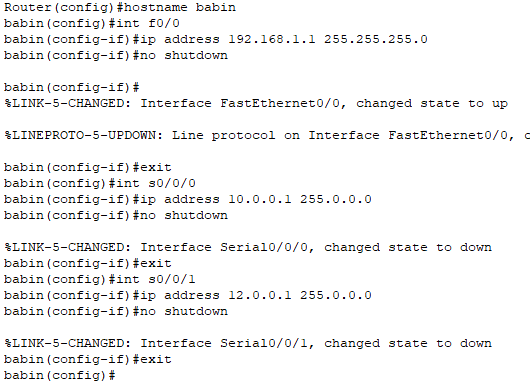 Router(config)#hostname babin
babin(config)#int f0/0
babin(config-if)#ip address 192.168.1.1 255.255.255.0
babin(config-if)#no shutdown
babin(config-if)#
%LINK-5-CHANGED: Interface FastEthernet0/0, changed state to up
%LINEPROTO-5-UPDOWN: Line protocol on Interface FastEthernet0/0, c
babin(config-if)#exit
babin(config)#int s0/0/0
babin(config-if)#ip address 10.0.0.1 255.0.0.0
babin(config-if)#no shutdown
%LINK-5-CHANGED: Interface Serial0/0/0, changed state to down
babin(config-if)#exit
babin(config)#int s0/0/1
babin(config-if)#ip address 12.0.0.1 255.0.0.0
babin(config-if)#no shutdown
%LINK-5-CHANGED: Interface Serial0/0/1, changed state to down
babin(config-if)#exit
babin(config)#